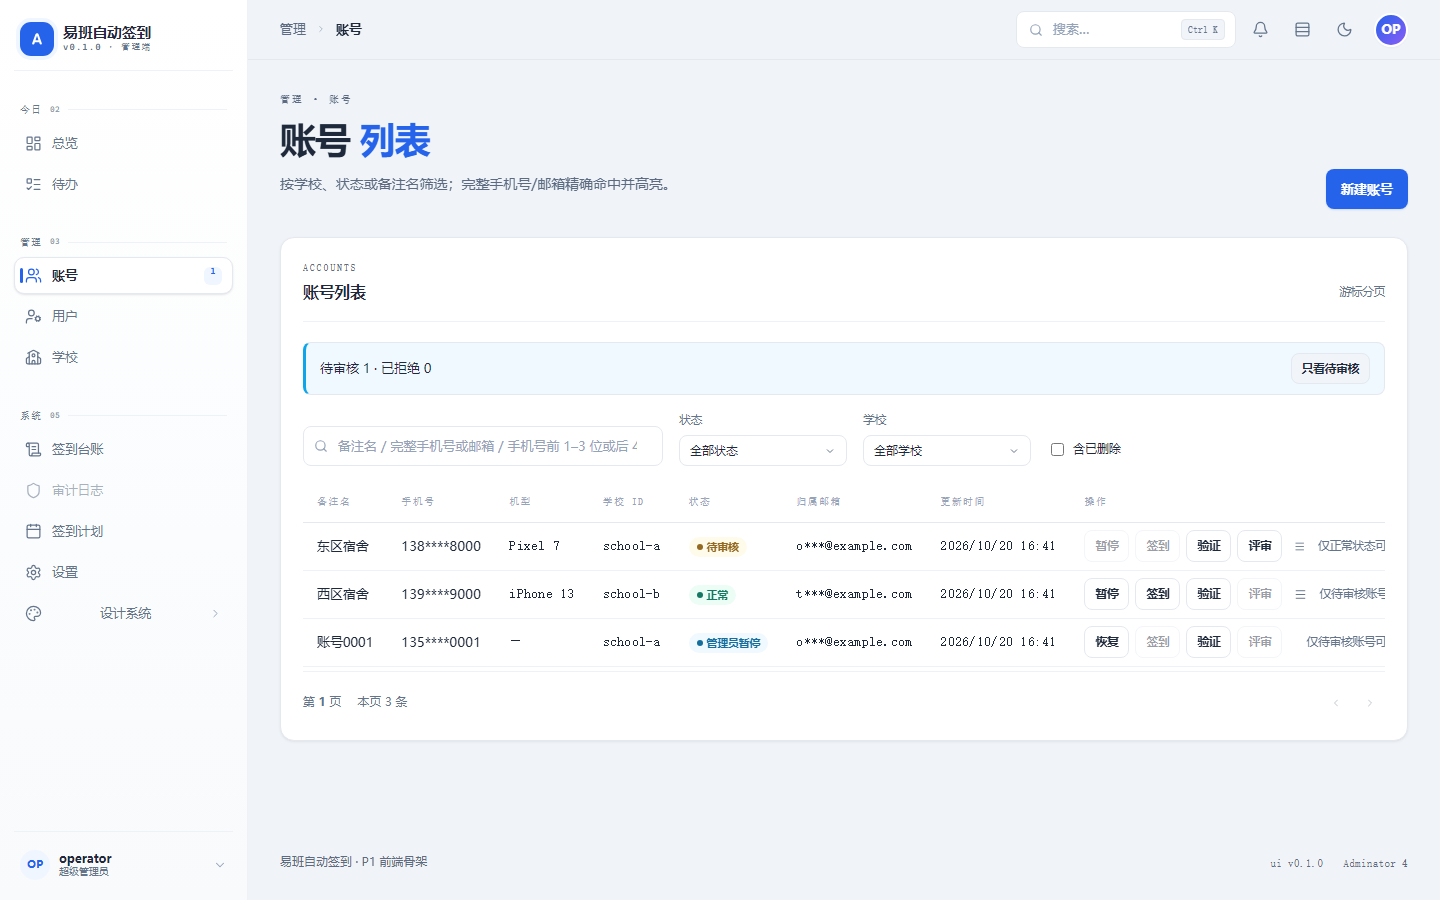 A
易班自动签到
v0.1.0 · 管理端
今日 02
总览
待办
管理 03
账号 1
用户
学校
系统 05
签到台账
审计日志
签到计划
设置
设计系统
OP
operator
超级管理员
管理 › 账号
搜索... Ctrl K
OP
管理 · 账号
账号 列表
按学校、状态或备注名筛选；完整手机号/邮箱精确命中并高亮。
新建账号
ACCOUNTS
账号列表
游标分页
待审核 1 · 已拒绝 0
只看待审核
状态
学校
备注名 / 完整手机号或邮箱 / 手机号前 1–3 位或后
全部状态
全部学校
含已删除
备注名 手机号 机型 学校 ID 状态 归属邮箱 更新时间 操作
东区宿舍 138****8000 Pixel 7 school-a 待审核 o***@example.com 2026/10/20 16:41 暂停 签到 验证 评审 仅正常状态可
西区宿舍 139****9000 iPhone 13 school-b 正常 t***@example.com 2026/10/20 16:41 暂停 签到 验证 评审 仅待审核账号
账号0001 135****0001 — school-a 管理员暂停 o***@example.com 2026/10/20 16:41 恢复 签到 验证 评审 仅待审核账号可
第 1 页 本页 3 条
易班自动签到 · P1 前端骨架
ui v0.1.0 Adminator 4